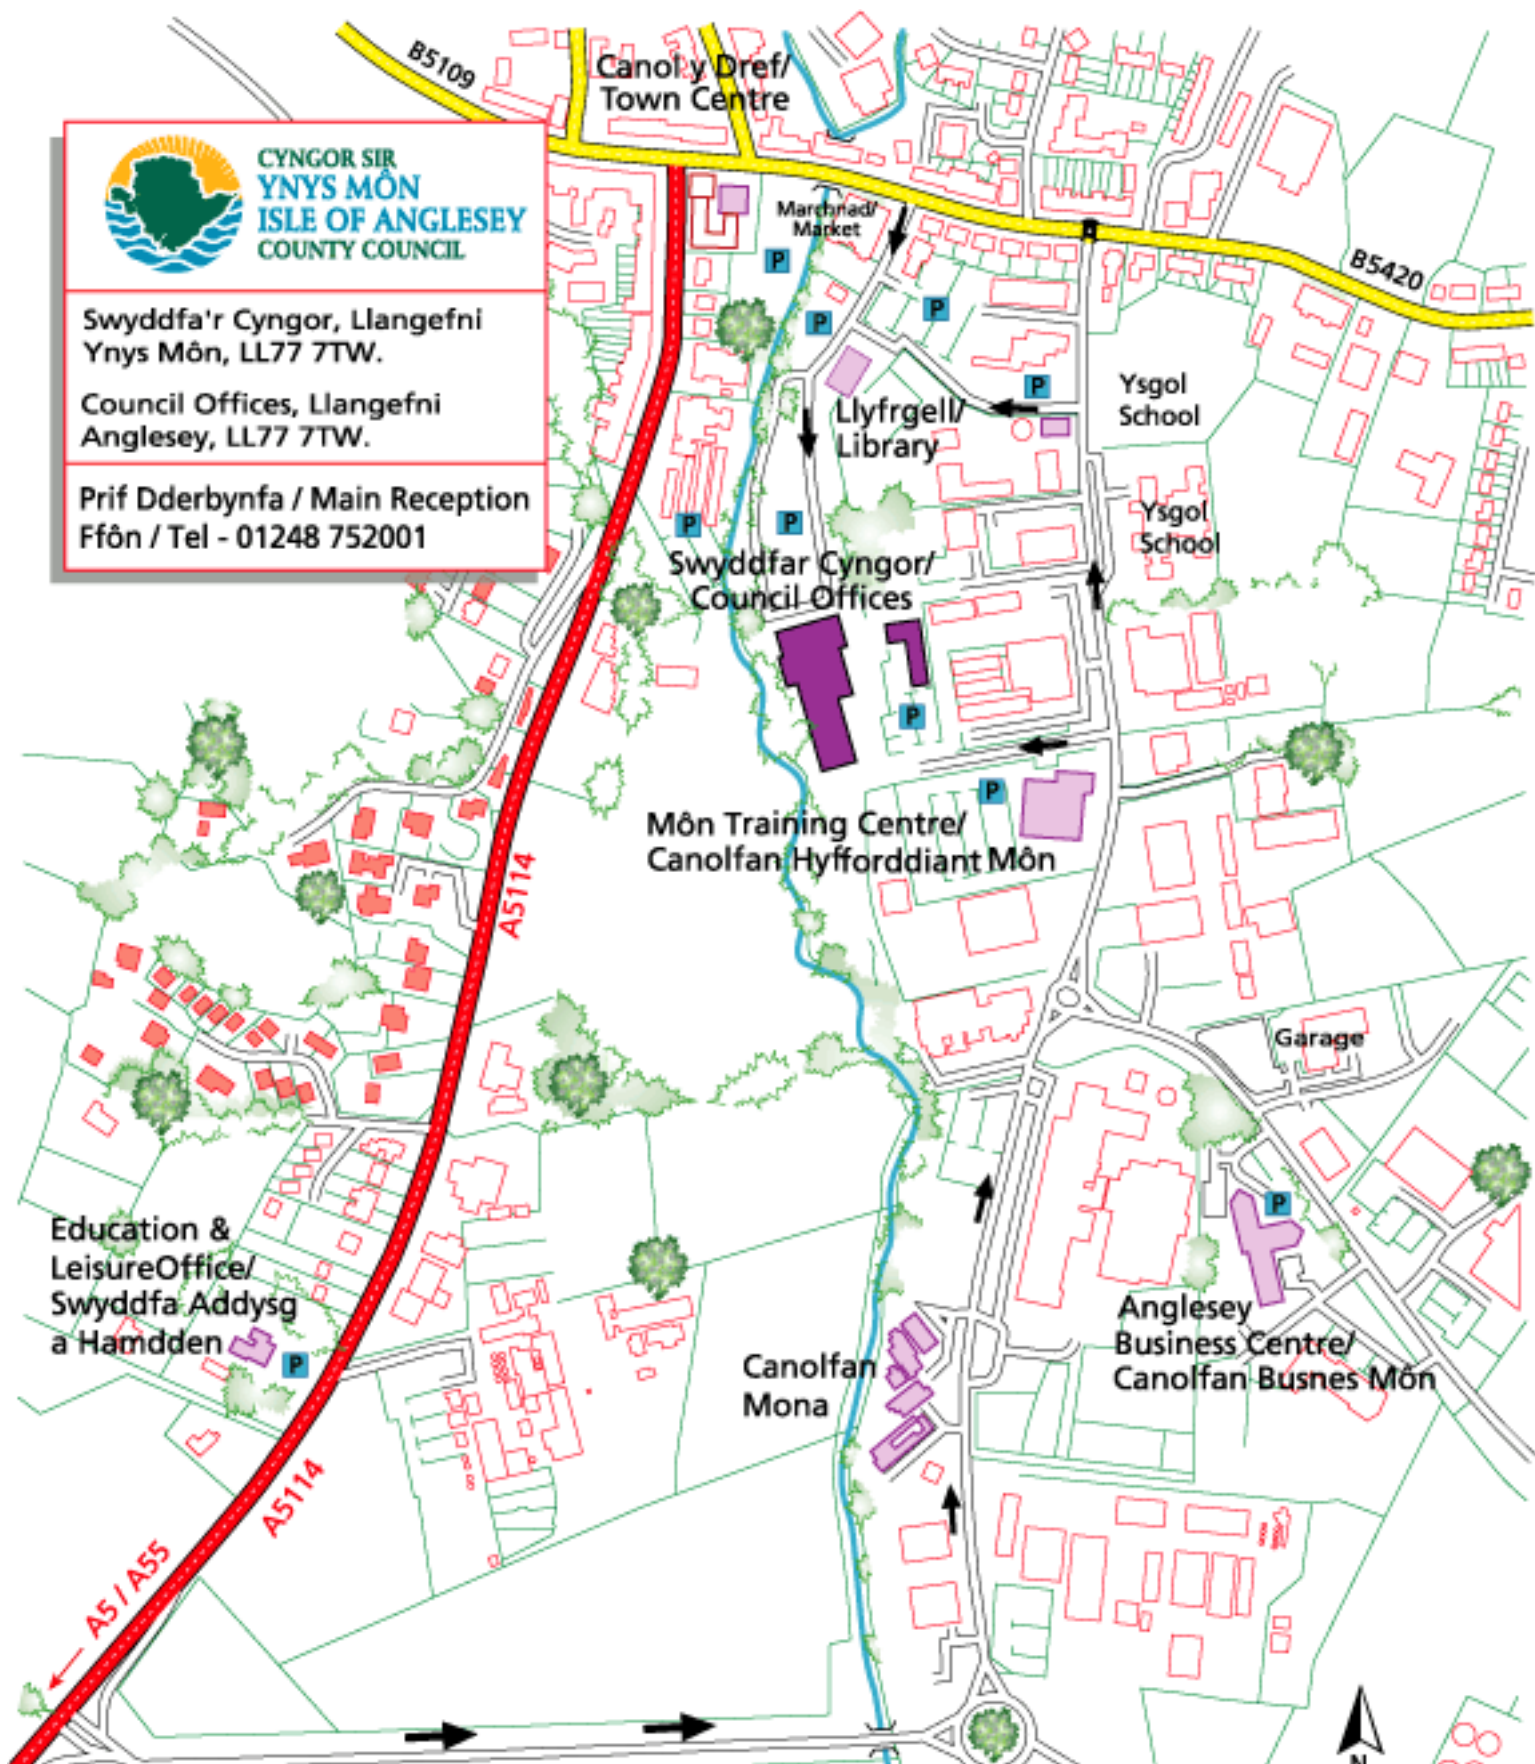 B5109
Canol y Dref/
Town Centre
CYNGOR SIR
YNYS MÔN
ISLE OF ANGLESEY
COUNTY COUNCIL
Swyddfa'r Cyngor, Llangefni
Ynys Môn, LL77 7TW.
Council Offices, Llangefni
Anglesey, LL77 7TW.
Prif Dderbynfa / Main Reception
Ffôn / Tel - 01248 752001
Marchnad/
Market
P
P
P
B5420
P
Ysgol
School
Llyfrgell/
Library
P
P
Ysgol
School
Swyddfar Cyngor/
Council Offices
P
P
Môn Training Centre/
Canolfan Hyfforddiant Môn
A5114
Garage
P
Education &
LeisureOffice/
Swyddfa Addysg
a Hamdden
P
Anglesey
Business Centre/
Canolfan Busnes Môn
Canolfan
Mona
A5114
A5 / A55
N